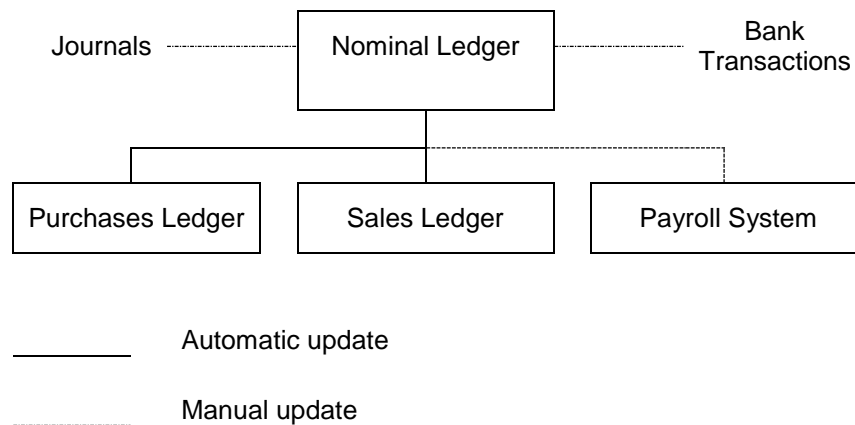 Journals
Nominal Ledger
Bank
Transactions
Purchases Ledger
Sales Ledger
Payroll System
Automatic update
Manual update